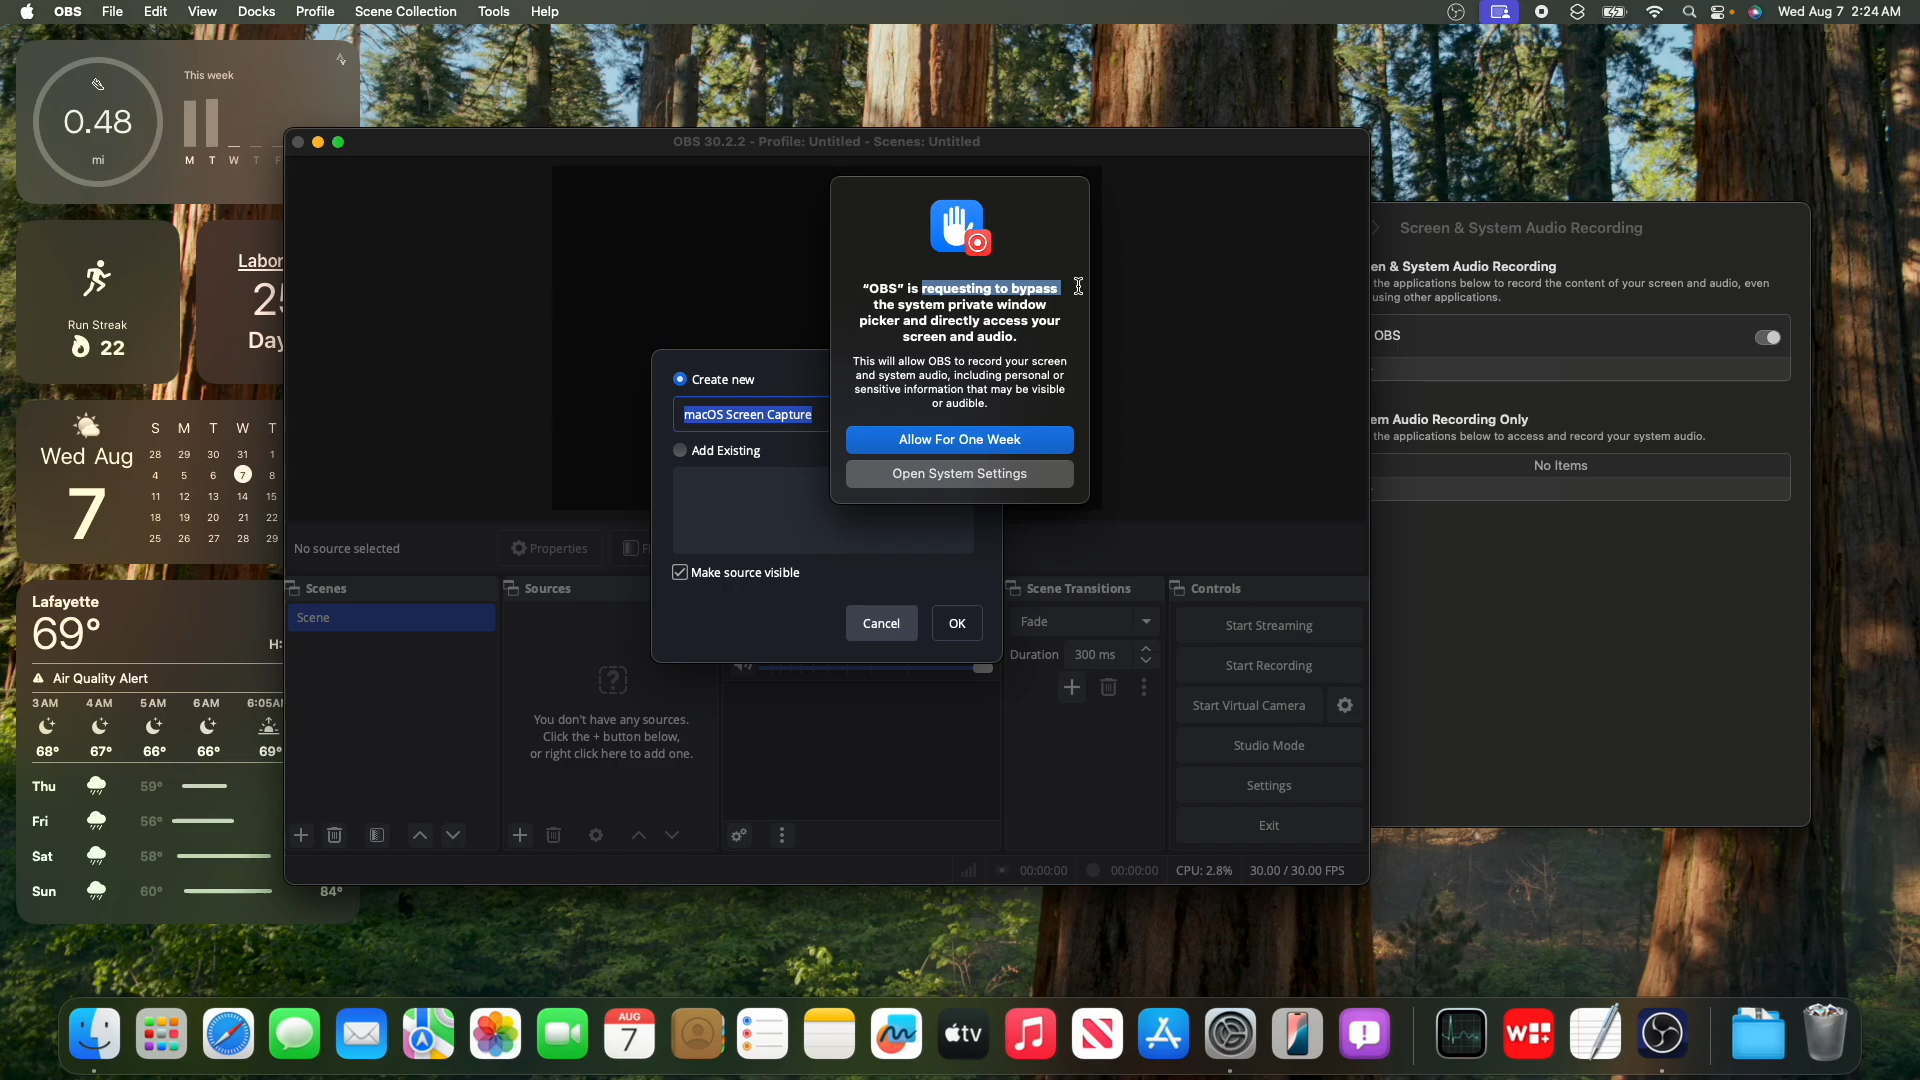 OBS File Edit View Docks Profile Scene Collection Tools Help
Wed Aug 7 2:24 AM
This week
0.48
mi
M T W T F
Run Streak
22
Labor
Day
Wed Aug
7
S M T W T
28 29 30 31 1
4 5 6 7 8
11 12 13 14 15
18 19 20 21 22
25 26 27 28 29
Lafayette
69°
H:
Air Quality Alert
3AM 4AM 5AM 6AM
68° 67° 66° 66° 69°
Thu 59°
Fri 56°
Sat 58°
Sun 60° 84°
OBS 30.2.2 - Profile: Untitled - Scenes: Untitled
"OBS" is requesting to bypass
the system private window
picker and directly access your
screen and audio.
This will allow OBS to record your screen
and system audio, including personal or
sensitive information that may be visible
or audible.
Allow For One Week
Open System Settings
Create new
macOS Screen Capture
Add Existing
Make source visible
Cancel
OK
No source selected
Properties
Scenes
Scene
Sources
You don't have any sources.
Click the + button below,
or right click here to add one.
Scene Transitions
Fade
Duration 300 ms
Controls
Start Streaming
Start Recording
Start Virtual Camera
Studio Mode
Settings
Exit
00:00:00 00:00:00 CPU: 2.8% 30.00 / 30.00 FPS
Screen & System Audio Recording
en & System Audio Recording
the applications below to record the content of your screen and audio, even
using other applications.
OBS
em Audio Recording Only
the applications below to access and record your system audio.
No Items
AUG
7
tv